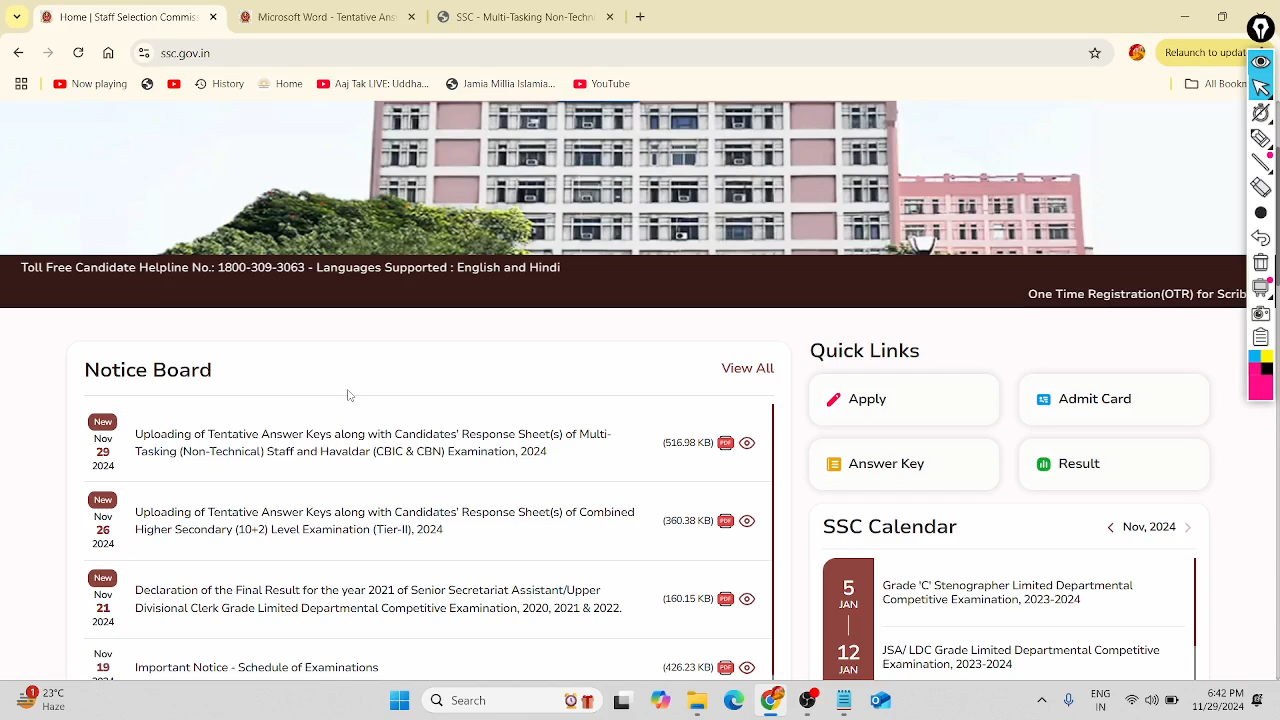 Home | Staff Selection Commiss
Microsoft Word - Tentative Ans
SSC - Multi-Tasking Non-Techn
ssc.gov.in
Relaunch to updat
Now playing
History
Home
Aaj Tak LIVE: Uddha...
Jamia Millia Islamia...
YouTube
All Bookm
Toll Free Candidate Helpline No.: 1800-309-3063 - Languages Supported : English and Hindi
One Time Registration(OTR) for Scrib
Notice Board
View All
New
Nov
29
2024
Uploading of Tentative Answer Keys along with Candidates' Response Sheet(s) of Multi-
Tasking (Non-Technical) Staff and Havaldar (CBIC & CBN) Examination, 2024
(516.98 KB)
PDF
New
Nov
26
2024
Uploading of Tentative Answer Keys along with Candidates' Response Sheet(s) of Combined
Higher Secondary (10+2) Level Examination (Tier-II), 2024
(360.38 KB)
PDF
New
Nov
21
2024
Declaration of the Final Result for the year 2021 of Senior Secretariat Assistant/Upper
Divisional Clerk Grade Limited Departmental Competitive Examination, 2020, 2021 & 2022.
(160.15 KB)
PDF
Nov
19
Important Notice - Schedule of Examinations
(426.23 KB)
PDF
Quick Links
Apply
Admit Card
Answer Key
Result
SSC Calendar
Nov, 2024
5
JAN
Grade 'C' Stenographer Limited Departmental
Competitive Examination, 2023-2024
12
JAN
JSA/ LDC Grade Limited Departmental Competitive
Examination, 2023-2024
1
23°C
Haze
Search
ENG
IN
6:42 PM
11/29/2024